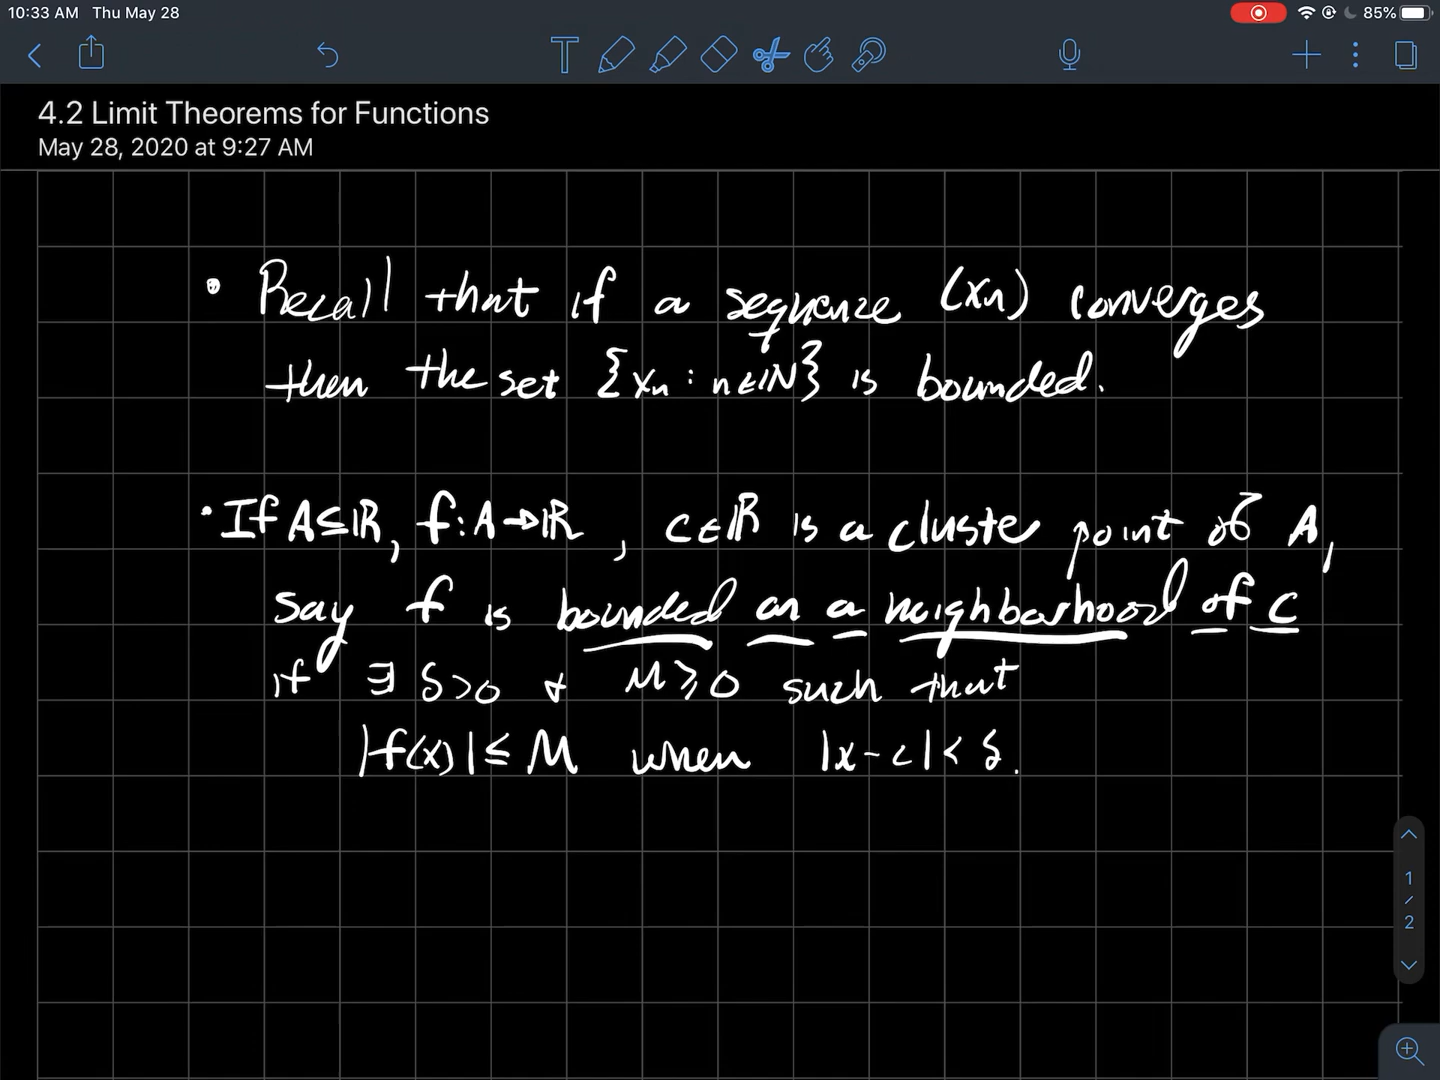 10:33 AM Thu May 28
85%
4.2 Limit Theorems for Functions
May 28, 2020 at 9:27 AM
• Recall that if a sequence (xn) converges
then the set {xn : n∈ℕ} is bounded.
• If A⊆ℝ, f: A→ℝ, c∈ℝ is a cluster point of A,
say f is bounded on a neighborhood of c
if ∃ δ>0 & M⩾0 such that
|f(x)| ≤ M when |x-c| < δ.
1
/
2